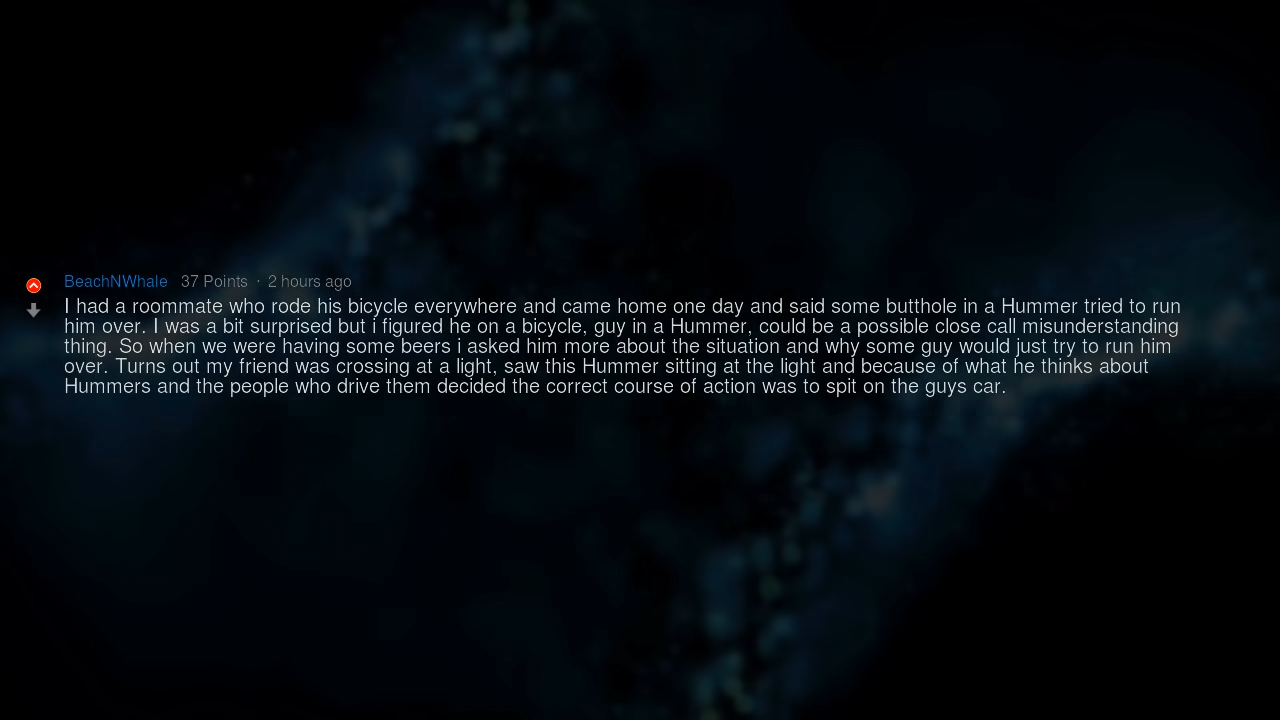 BeachNWhale 37 Points · 2 hours ago
I had a roommate who rode his bicycle everywhere and came home one day and said some butthole in a Hummer tried to run
him over. I was a bit surprised but i figured he on a bicycle, guy in a Hummer, could be a possible close call misunderstanding
thing. So when we were having some beers i asked him more about the situation and why some guy would just try to run him
over. Turns out my friend was crossing at a light, saw this Hummer sitting at the light and because of what he thinks about
Hummers and the people who drive them decided the correct course of action was to spit on the guys car.